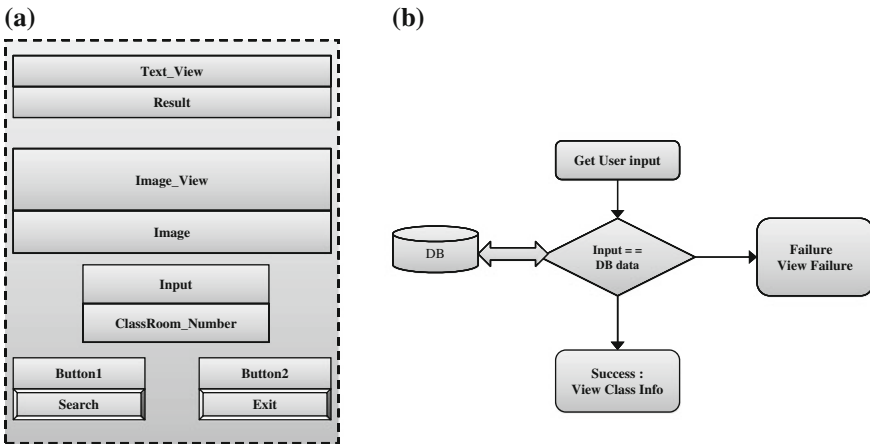 (a)
Text_View
Result
Image_View
Image
Input
ClassRoom_Number
Button1
Button2
Search
Exit
(b)
Get User input
DB
Input = =
DB data
Failure
View Failure
Success :
View Class Info